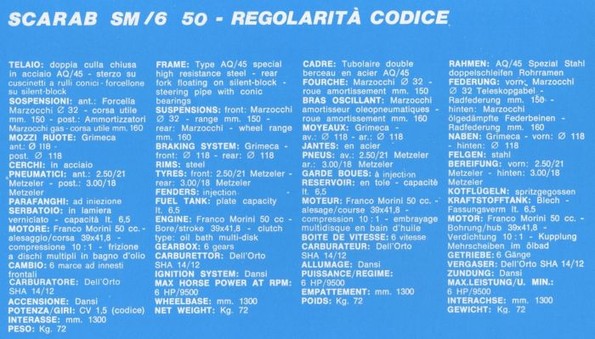 SCARAB SM/6 50 - REGOLARITÀ CODICE
TELAIO: doppia culla chiusa
in acciaio AQ/45 - sterzo su
cuscinetti a rulli conici - forcellone
su silent-block
SOSPENSIONI: ant.: Forcella
Marzocchi Ø 32 - corsa utile
mm. 150 - post.: Ammortizzatori
Marzocchi gas - corsa utile mm. 160
MMOZZI RUOTE: Grimeca
ant.: Ø 118 -
post. Ø 118
CERCHI: in acciaio
PNEUMATICI: ant.: 2.50/21
Metzeler - post.: 3.00/18
Metzeler
PARAFANGHI: ad iniezione
SERBATOIO: in lamiera
verniciato - capacità lt. 6,5
MOTORE: Franco Morini 50 cc. -
alesaggio/corsa 39x41,8 -
compressione 10:1 - frizione
a dischi multipli in bagno d'olio
CAMBIO: 6 marce ad innesti
frontali
CARBURATORE: Dell'Orto
SHA 14/12
ACCENSIONE: Dansi
POTENZA/GIRI: CV 1,5 (codice)
INTERASSE: mm. 1300
PESO: Kg. 72
FRAME: Type AQ/45 special
high resistance steel - rear
fork floating on silent-block -
steering pipe with conic
bearings
SUSPENSIONS: front: Marzocchi
Ø 32 - range mm. 150 -
rear: Marzocchi - wheel range
mm. 160
BRAKING SYSTEM: Grimeca -
front: Ø 118 - rear: Ø 118
RIMS: steel
TYRES: front: 2.50/21 Metzeler -
rear: 3.00/18 Metzeler
FENDERS: injection
FUEL TANK: plate capacity
lt. 6,5
ENGINE: Franco Morini 50 cc -
Bore/stroke 39x41,8 - clutch
type: oil bath multi-disk
GEARBOX: 6 gears
CARBURETTOR: Dell'Orto
SHA 14/12
IGNITION SYSTEM: Dansi
MAX HORSE POWER AT RPM:
6 HP/9500
WHEELBASE: mm. 1300
NET WEIGHT: Kg. 72
CADRE: Tubolaire double
berceau en acier AQ/45
FOURCHE: Marzocchi Ø 32 -
roue amortissement mm. 150
BRAS OSCILLANT: Marzocchi
amortisseur oleopneumatiques -
roue amortissement mm. 160
MOYEAUX: Grimeca -
av.: Ø 118 - ar.: Ø 118
JANTES: en acier
PNEUS: av.: 2.50/21 Metzeler
ar.: 3.00/18 Metzeler
GARDE BOUES: à injection
RESERVOIR: en tole - capacité
lt. 6,5
MOTEUR: Franco Morini 50 cc. -
alesage/course 39x41,8 -
compression 10:1 - embrayage
multidisque en bain d'huile
BOITE DE VITESSE: 6 vitesse
CARBURATEUR: Dell'Orto
SHA 14/12
ALLUMAGE: Dansi
PUISSANCE/REGIME:
6 HP/9500
EMPATTEMENT: mm. 1300
POIDS: Kg. 72
RAHMEN: AQ/45 Spezial Stahl
doppelschleifen Rohrramen
FEDERUNG: vorn: Marzocchi
Ø 32 Teleskopgabel -
Radfederung mm. 150 -
hinten: Marzocchi
ölgedämpfte Federbeinen -
Radfederung mm. 160
NABEN: Grimeca - vorn: Ø 118
- hinten: Ø 118
FELGEN: stahl
BEREIFUNG: vorn: 2.50/21
Metzeler - hinten: 3.00/18
Metzeler
KOTFLUGELN: spritzgegossen
KRAFTSTOFFTANK: Blech -
Fassungsverm lt. 6,5
MOTOR: Franco Morini 50 cc. -
Bohrung/hub 39x41,8 -
Verdichtung 10:1 - Kupplung
Mehrscheiben im ölbad
GETRIEBE: 6 Gänge
VERGASER: Dell'Orto SHA 14/12
ZUNDUNG: Dansi
MAX.LEISTUNG/U. MIN.:
6 HP/9500
INTERACHSE: mm. 1300
GEWICHT: Kg. 72